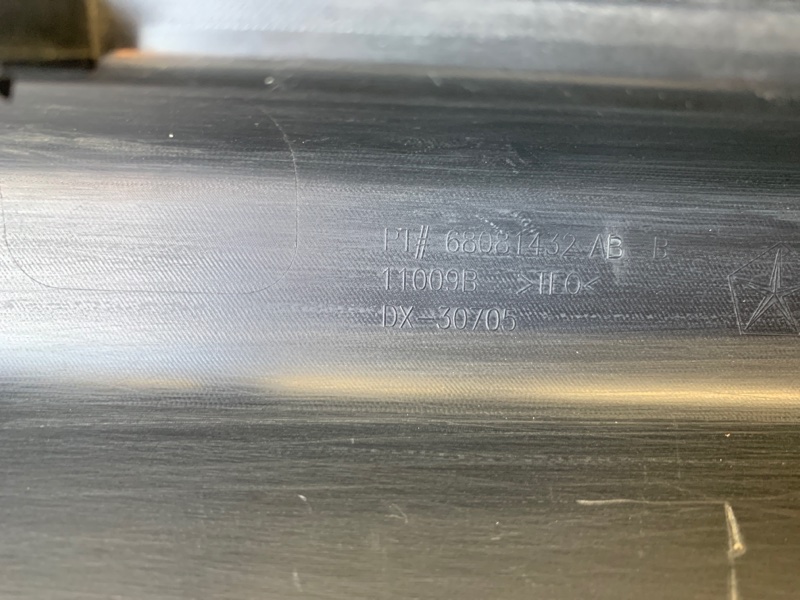 PT# 68081432 AB B
11009B >TEO<
DX-30705